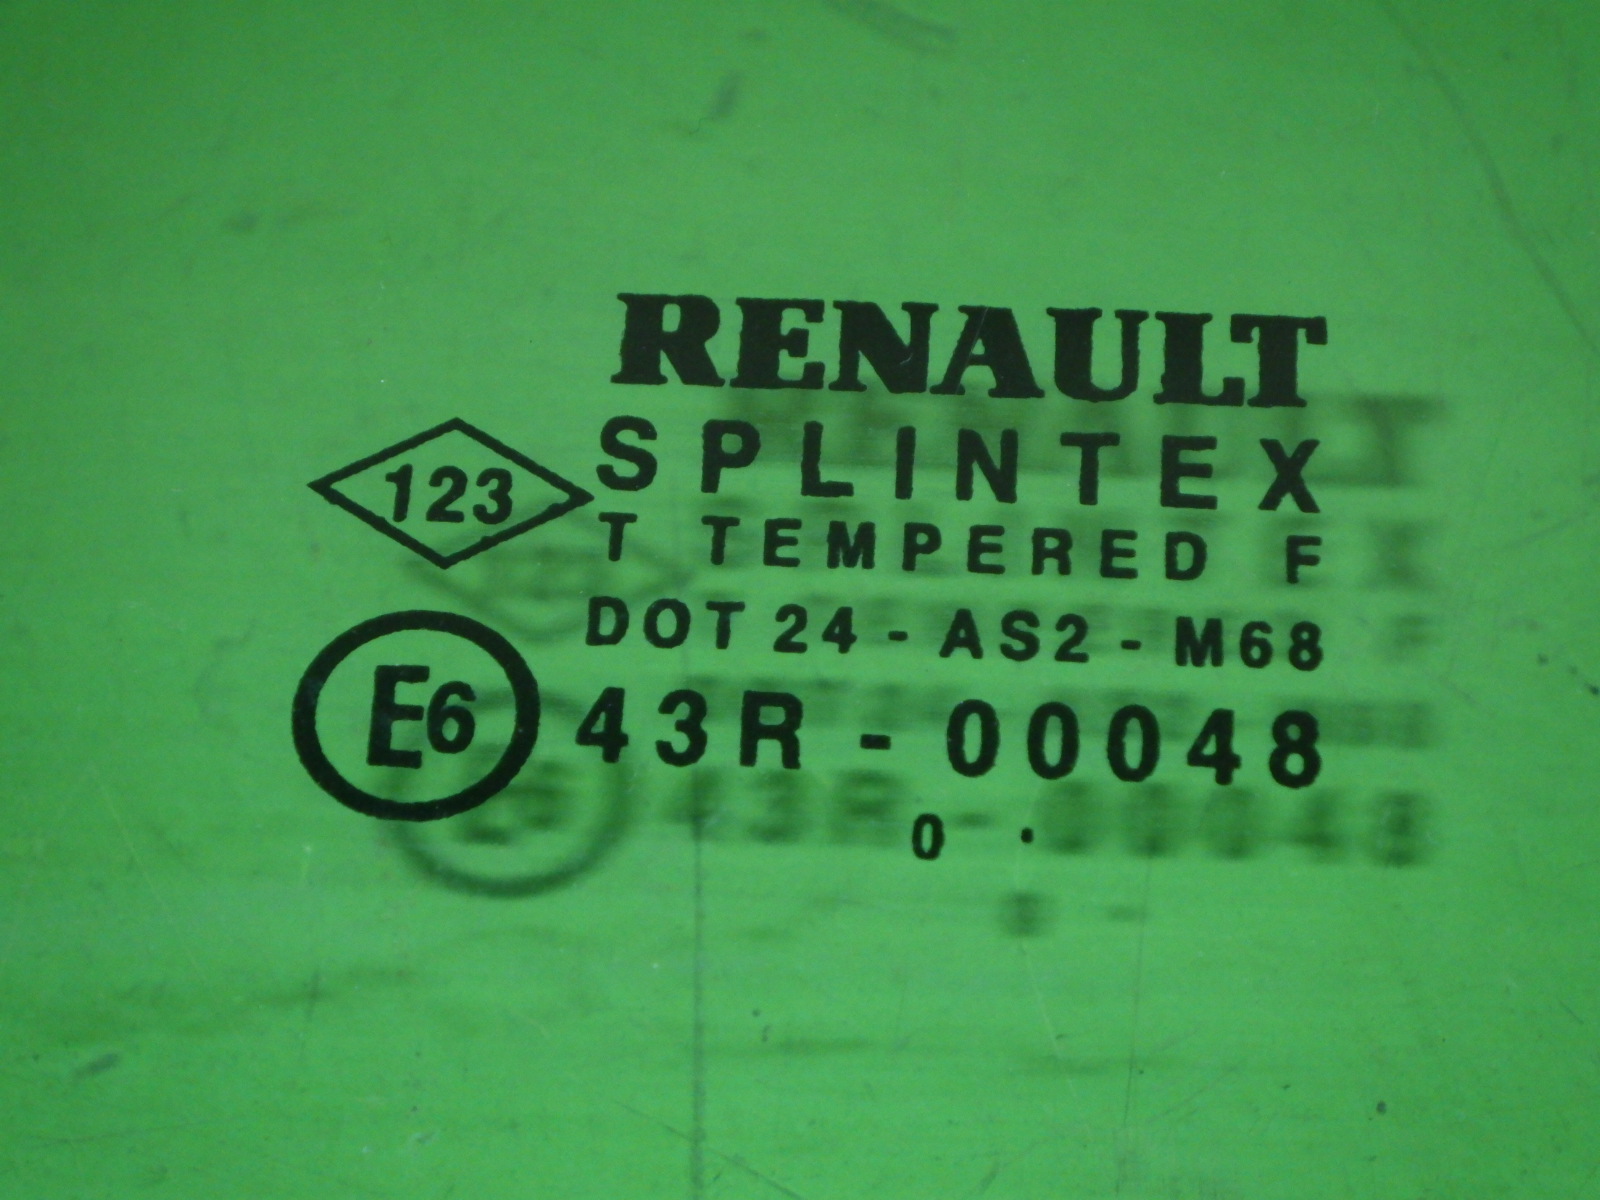 RENAULT
123
SPLINTEX
T TEMPERED F
DOT 24 - AS2 - M68
E6
43R - 00048
0 .